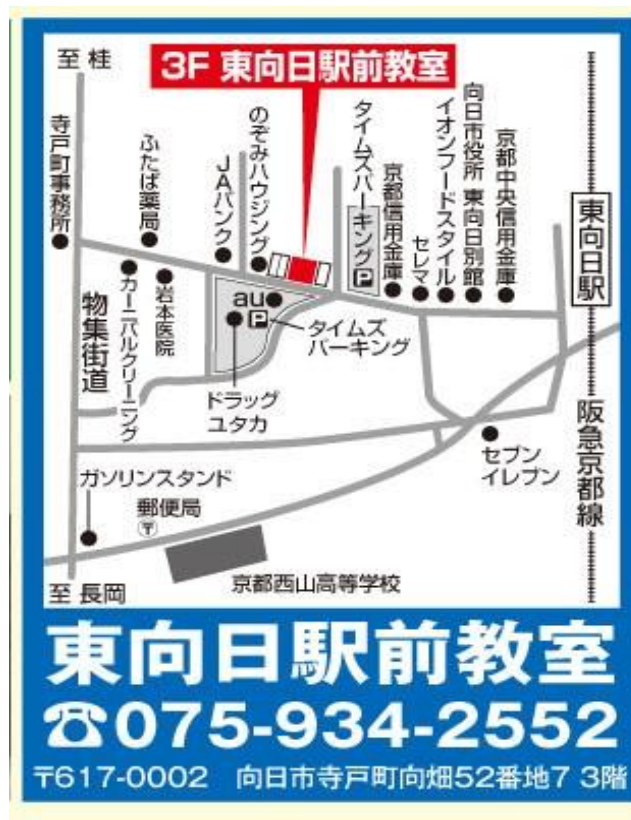 至 桂
3F 東向日駅前教室
寺戸町事務所
ふたば薬局
JAバンク
のぞみハウジング
タイムズパーキング
P
京都信用金庫
セレマ
イオンフードスタイル
向日市役所 東向日別館
京都中央信用金庫
東向日駅
物集街道
カーニバルクリーニング
岩本医院
au
P
タイムズ
パーキング
ドラッグ
ユタカ
セブン
イレブン
阪急京都線
ガソリンスタンド
郵便局
〒
京都西山高等学校
至 長岡
東向日駅前教室
☎075-934-2552
〒617-0002 向日市寺戸町向畑52番地7 3階